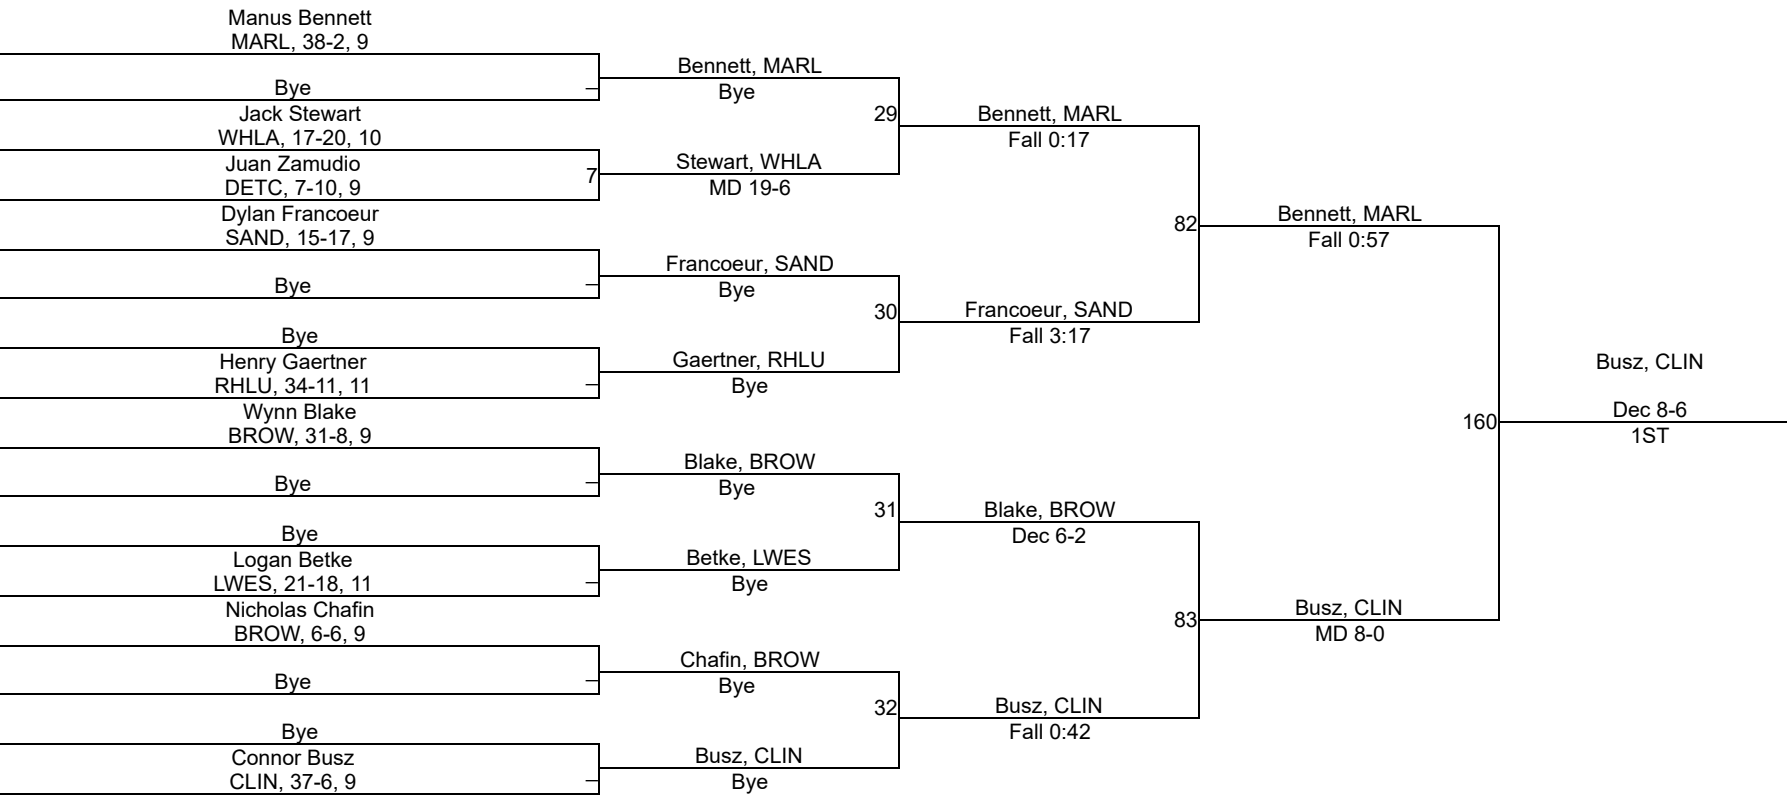 Manus Bennett
MARL, 38-2, 9
Bye
Jack Stewart
WHLA, 17-20, 10
Juan Zamudio
DETC, 7-10, 9
7
Dylan Francoeur
SAND, 15-17, 9
Bye
Bye
Henry Gaertner
RHLU, 34-11, 11
Wynn Blake
BROW, 31-8, 9
Bye
Bye
Logan Betke
LWES, 21-18, 11
Nicholas Chafin
BROW, 6-6, 9
Bye
Bye
Connor Busz
CLIN, 37-6, 9
Bennett, MARL
Bye
29
Stewart, WHLA
MD 19-6
Francoeur, SAND
Bye
30
Gaertner, RHLU
Bye
Blake, BROW
Bye
31
Betke, LWES
Bye
Chafin, BROW
Bye
32
Busz, CLIN
Bye
Bennett, MARL
Fall 0:17
82
Francoeur, SAND
Fall 3:17
Blake, BROW
Dec 6-2
83
Busz, CLIN
Fall 0:42
Bennett, MARL
Fall 0:57
160
Busz, CLIN
MD 8-0
Busz, CLIN
Dec 8-6
1ST